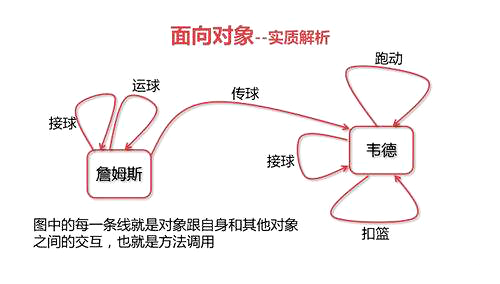 面向对象--实质解析
跑动
运球
传球
接球
韦德
接球
詹姆斯
图中的每一条线就是对象跟自身和其他对象
之间的交互，也就是方法调用
扣篮